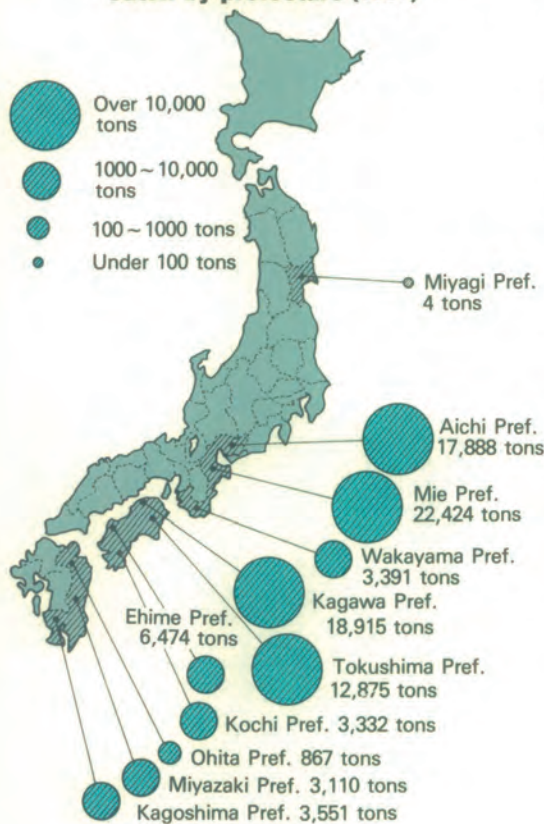 Over 10,000
tons
1000~10,000
tons
100~1000 tons
Under 100 tons
Miyagi Pref.
4 tons
Aichi Pref.
17,888 tons
Mie Pref.
22,424 tons
Wakayama Pref.
3,391 tons
Kagawa Pref.
18,915 tons
Ehime Pref.
6,474 tons
Tokushima Pref.
12,875 tons
Kochi Pref. 3,332 tons
Ohita Pref. 867 tons
Miyazaki Pref. 3,110 tons
Kagoshima Pref. 3,551 tons